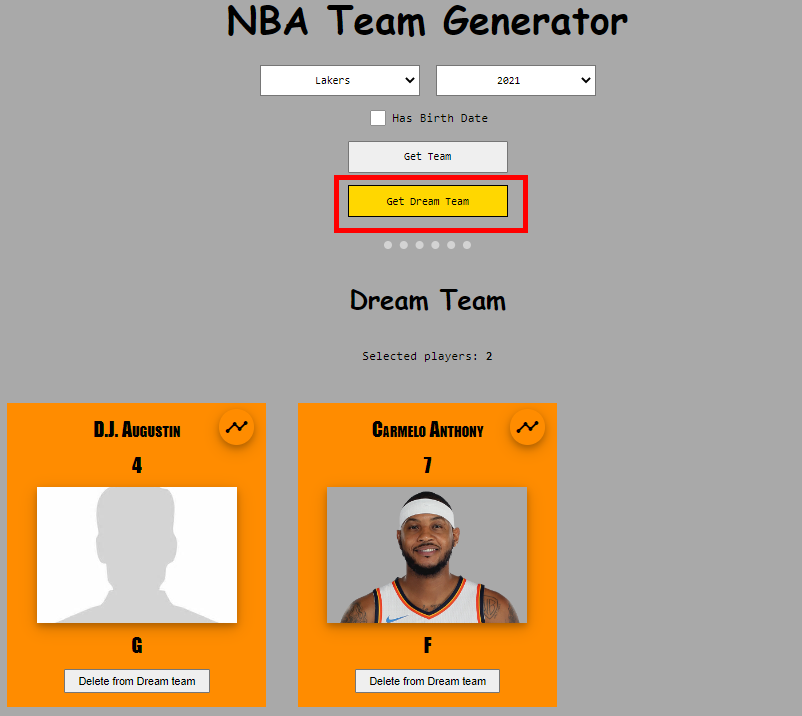 NBA Team Generator
Lakers 2021
Has Birth Date
Get Team
Get Dream Team
Dream Team
Selected players: 2
D.J. Augustin
4
G
Delete from Dream team
Carmelo Anthony
7
F
Delete from Dream team